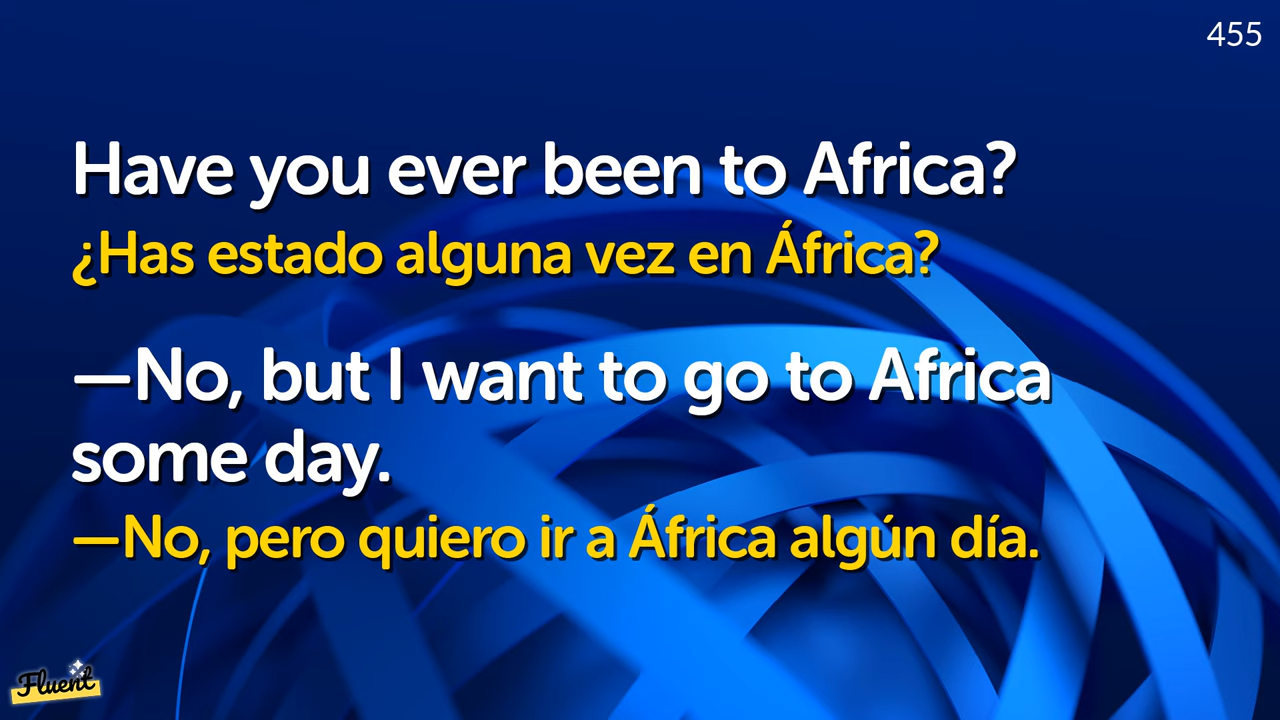 455
Have you ever been to Africa?
¿Has estado alguna vez en África?
—No, but I want to go to Africa
some day.
—No, pero quiero ir a África algún día.
Fluent